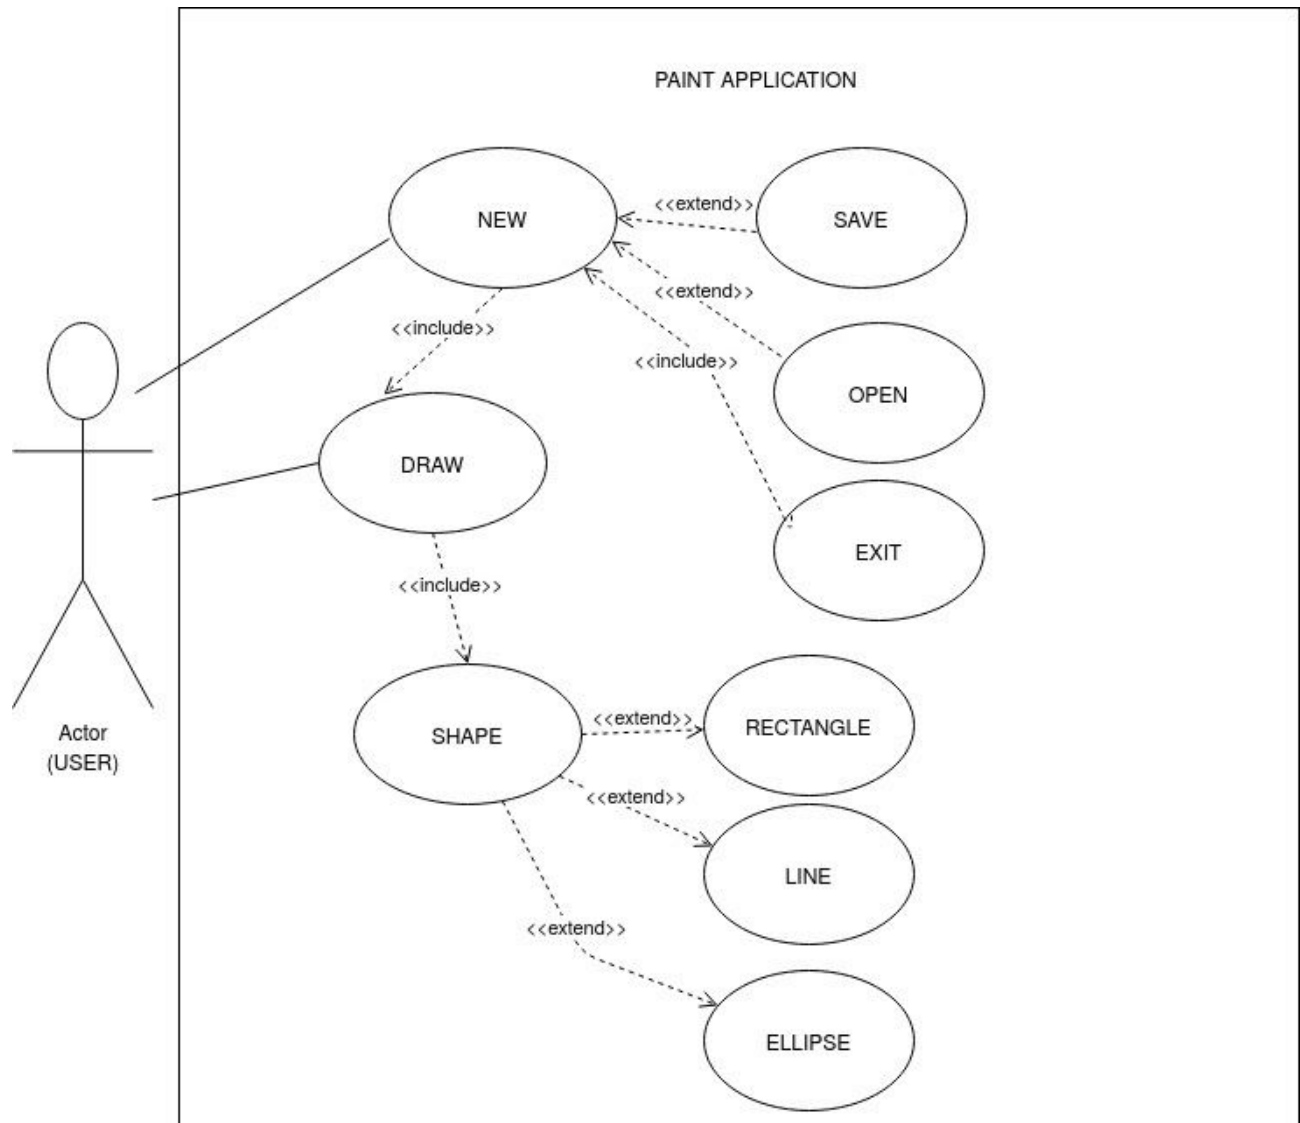 PAINT APPLICATION
NEW
<<extend>>
SAVE
<<extend>>
<<include>>
<<include>>
OPEN
DRAW
EXIT
<<include>>
SHAPE
<<extend>>
RECTANGLE
Actor
(USER)
<<extend>>
LINE
<<extend>>
ELLIPSE